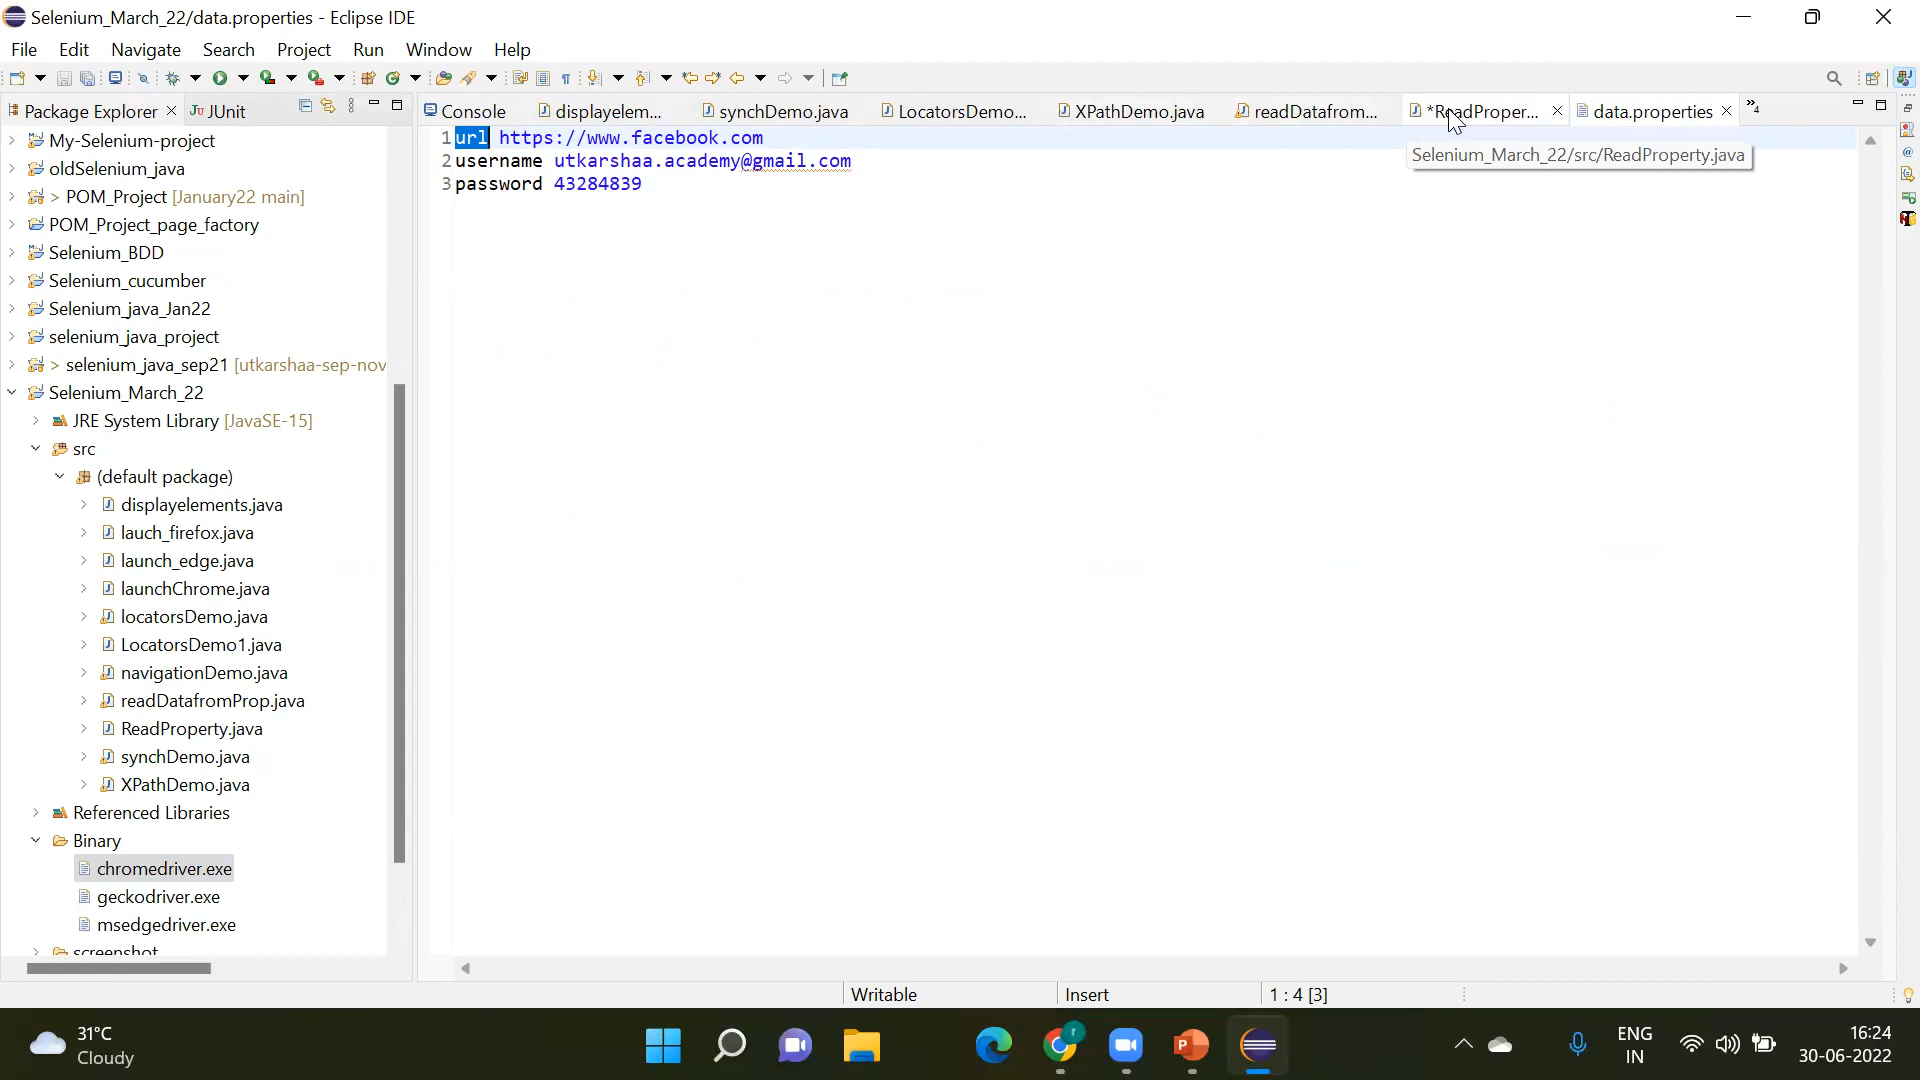 Selenium_March_22/data.properties - Eclipse IDE
File Edit Navigate Search Project Run Window Help
Package Explorer JUnit
Console displayelem... synchDemo.java LocatorsDemo... XPathDemo.java readDatafrom... *ReadProper... data.properties »4
Selenium_March_22/src/ReadProperty.java
1 url https://www.facebook.com
2 username utkarshaa.academy@gmail.com
3 password 43284839
My-Selenium-project
oldSelenium_java
> POM_Project [January22 main]
POM_Project_page_factory
Selenium_BDD
Selenium_cucumber
Selenium_java_Jan22
selenium_java_project
> selenium_java_sep21 [utkarshaa-sep-nov
Selenium_March_22
JRE System Library [JavaSE-15]
src
(default package)
displayelements.java
lauch_firefox.java
launch_edge.java
launchChrome.java
locatorsDemo.java
LocatorsDemo1.java
navigationDemo.java
readDatafromProp.java
ReadProperty.java
synchDemo.java
XPathDemo.java
Referenced Libraries
Binary
chromedriver.exe
geckodriver.exe
msedgedriver.exe
screenshot
Writable Insert 1 : 4 [3]
31°C
Cloudy
ENG
IN
16:24
30-06-2022